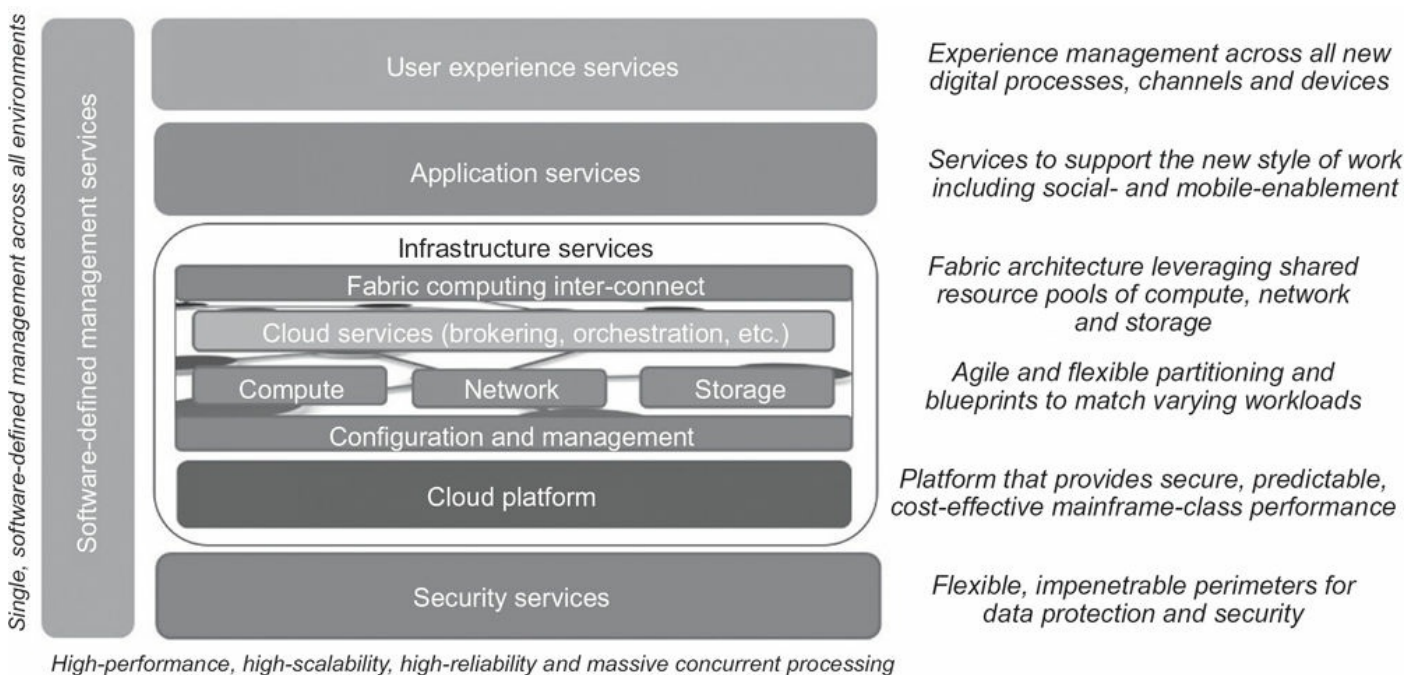 Single, software-defined management across all environments
Software-defined management services
User experience services
Experience management across all new
digital processes, channels and devices
Application services
Services to support the new style of work
including social- and mobile-enablement
Infrastructure services
Fabric computing inter-connect
Cloud services (brokering, orchestration, etc.)
Compute
Network
Storage
Configuration and management
Cloud platform
Fabric architecture leveraging shared
resource pools of compute, network
and storage
Agile and flexible partitioning and
blueprints to match varying workloads
Platform that provides secure, predictable,
cost-effective mainframe-class performance
Security services
Flexible, impenetrable perimeters for
data protection and security
High-performance, high-scalability, high-reliability and massive concurrent processing